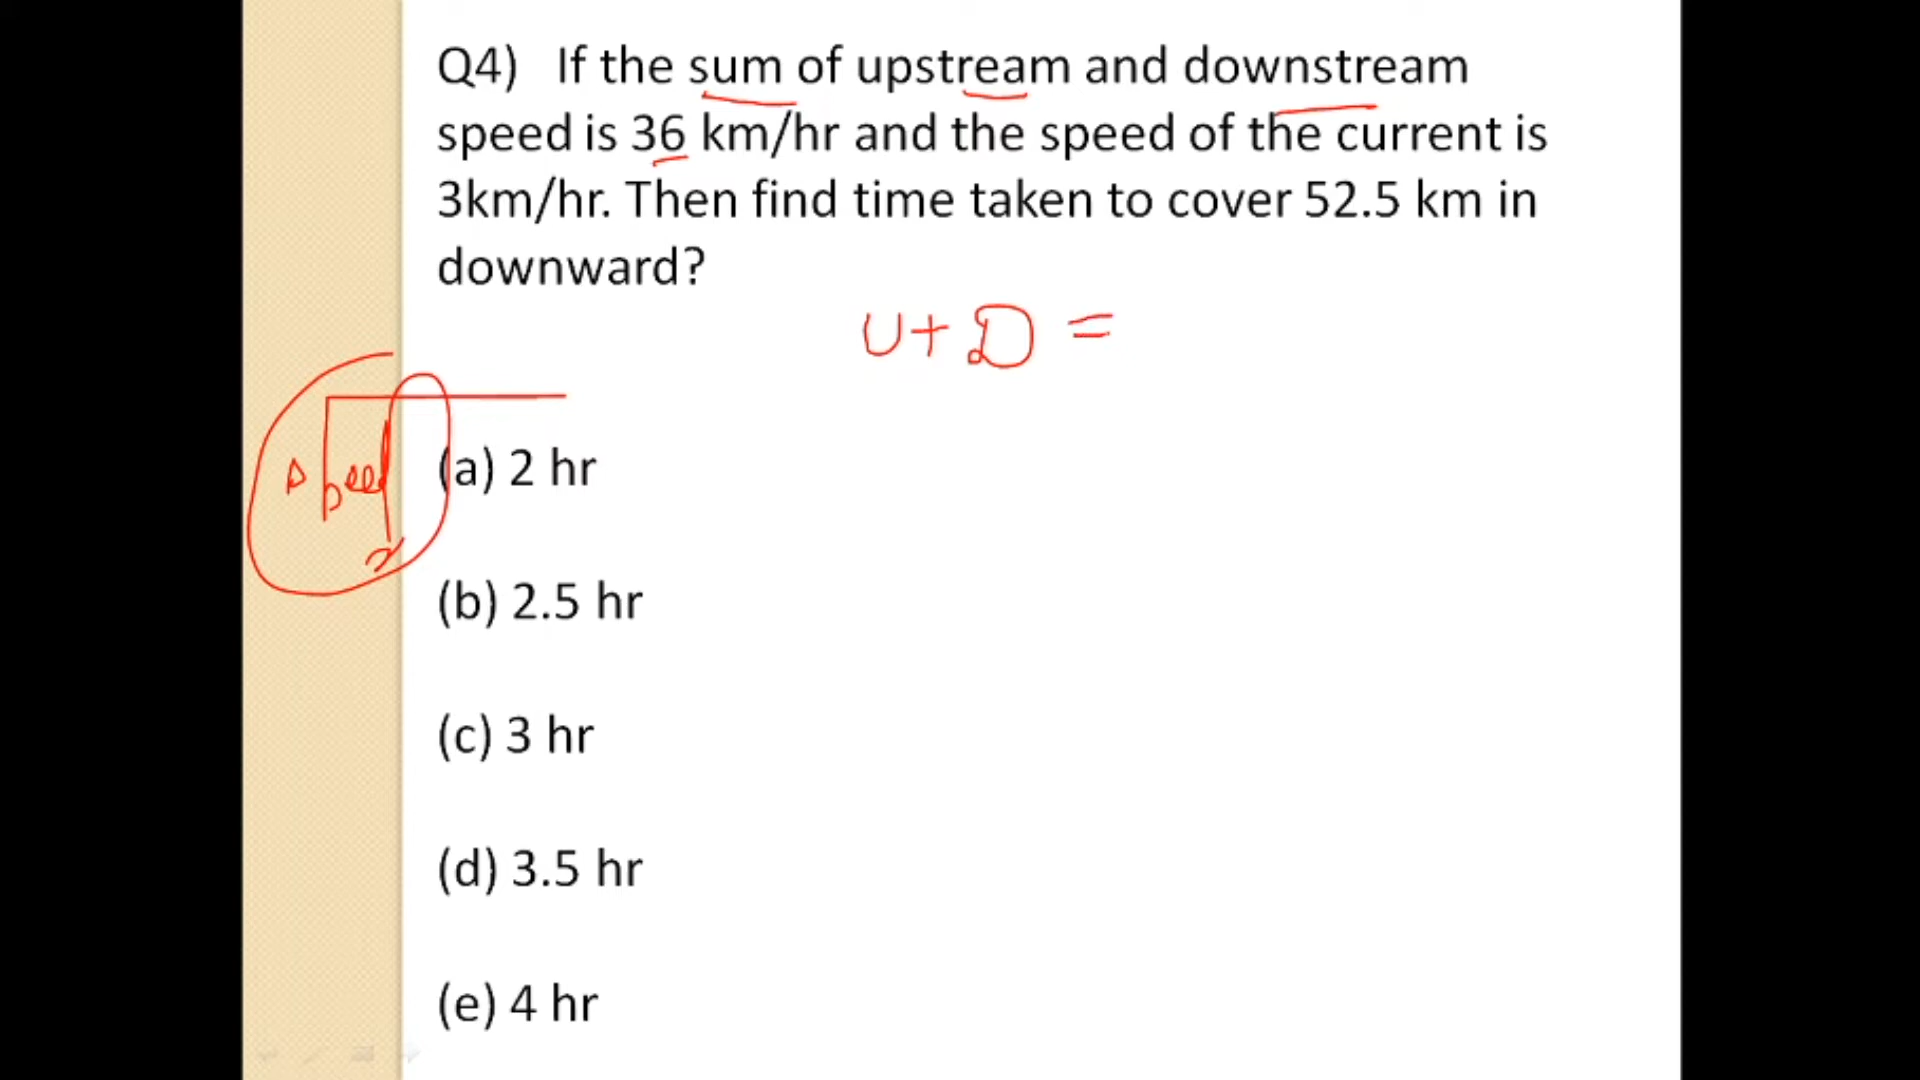 Q4) If the sum of upstream and downstream
speed is 36 km/hr and the speed of the current is
3km/hr. Then find time taken to cover 52.5 km in
downward?
U+D =
speed
(a) 2 hr
(b) 2.5 hr
(c) 3 hr
(d) 3.5 hr
(e) 4 hr